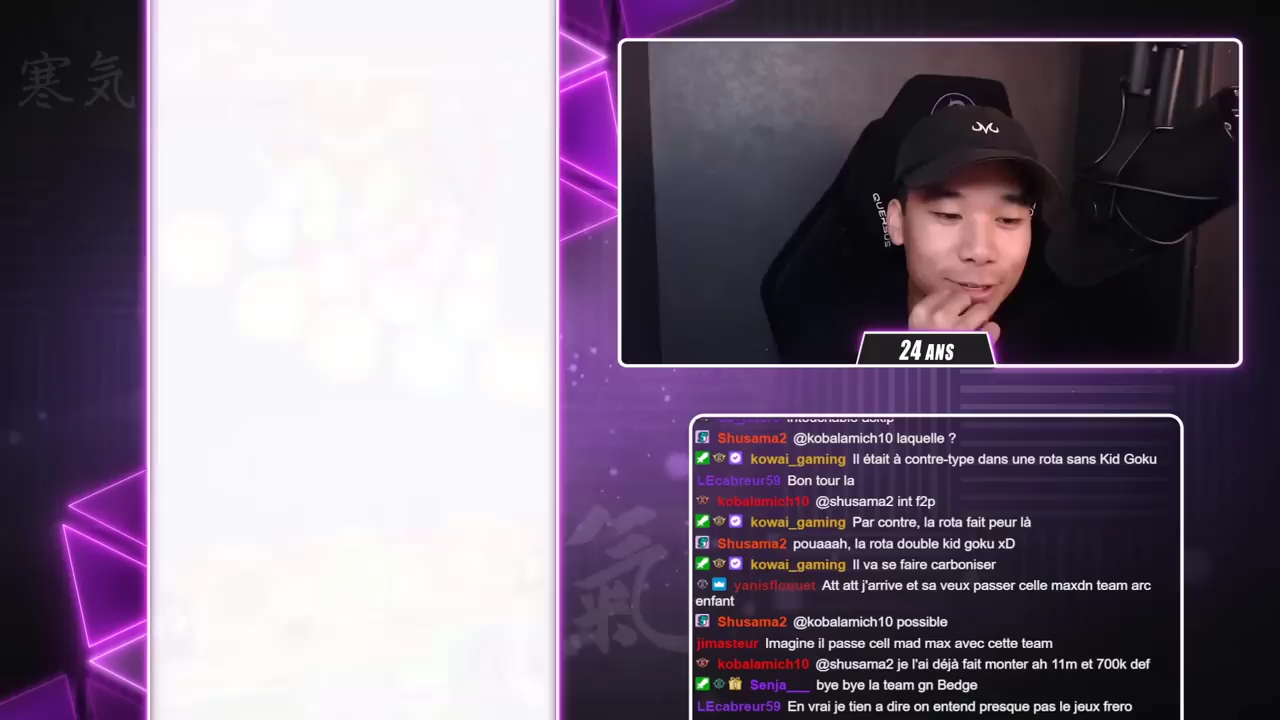 寒気
QUERSUS
24 ANS
Shusama2 @kobalamich10 laquelle ?
kowai_gaming Il était à contre-type dans une rota sans Kid Goku
LEcabreur59 Bon tour la
kobalamich10 @shusama2 int f2p
kowai_gaming Par contre, la rota fait peur là
Shusama2 pouaaah, la rota double kid goku xD
kowai_gaming Il va se faire carboniser
yanisfloquet Att att j'arrive et sa veux passer celle maxdn team arc
enfant
Shusama2 @kobalamich10 possible
jimasteur Imagine il passe cell mad max avec cette team
kobalamich10 @shusama2 je l'ai déjà fait monter ah 11m et 700k def
Senja___ bye bye la team gn Bedge
LEcabreur59 En vrai je tien a dire on entend presque pas le jeux frero
氣